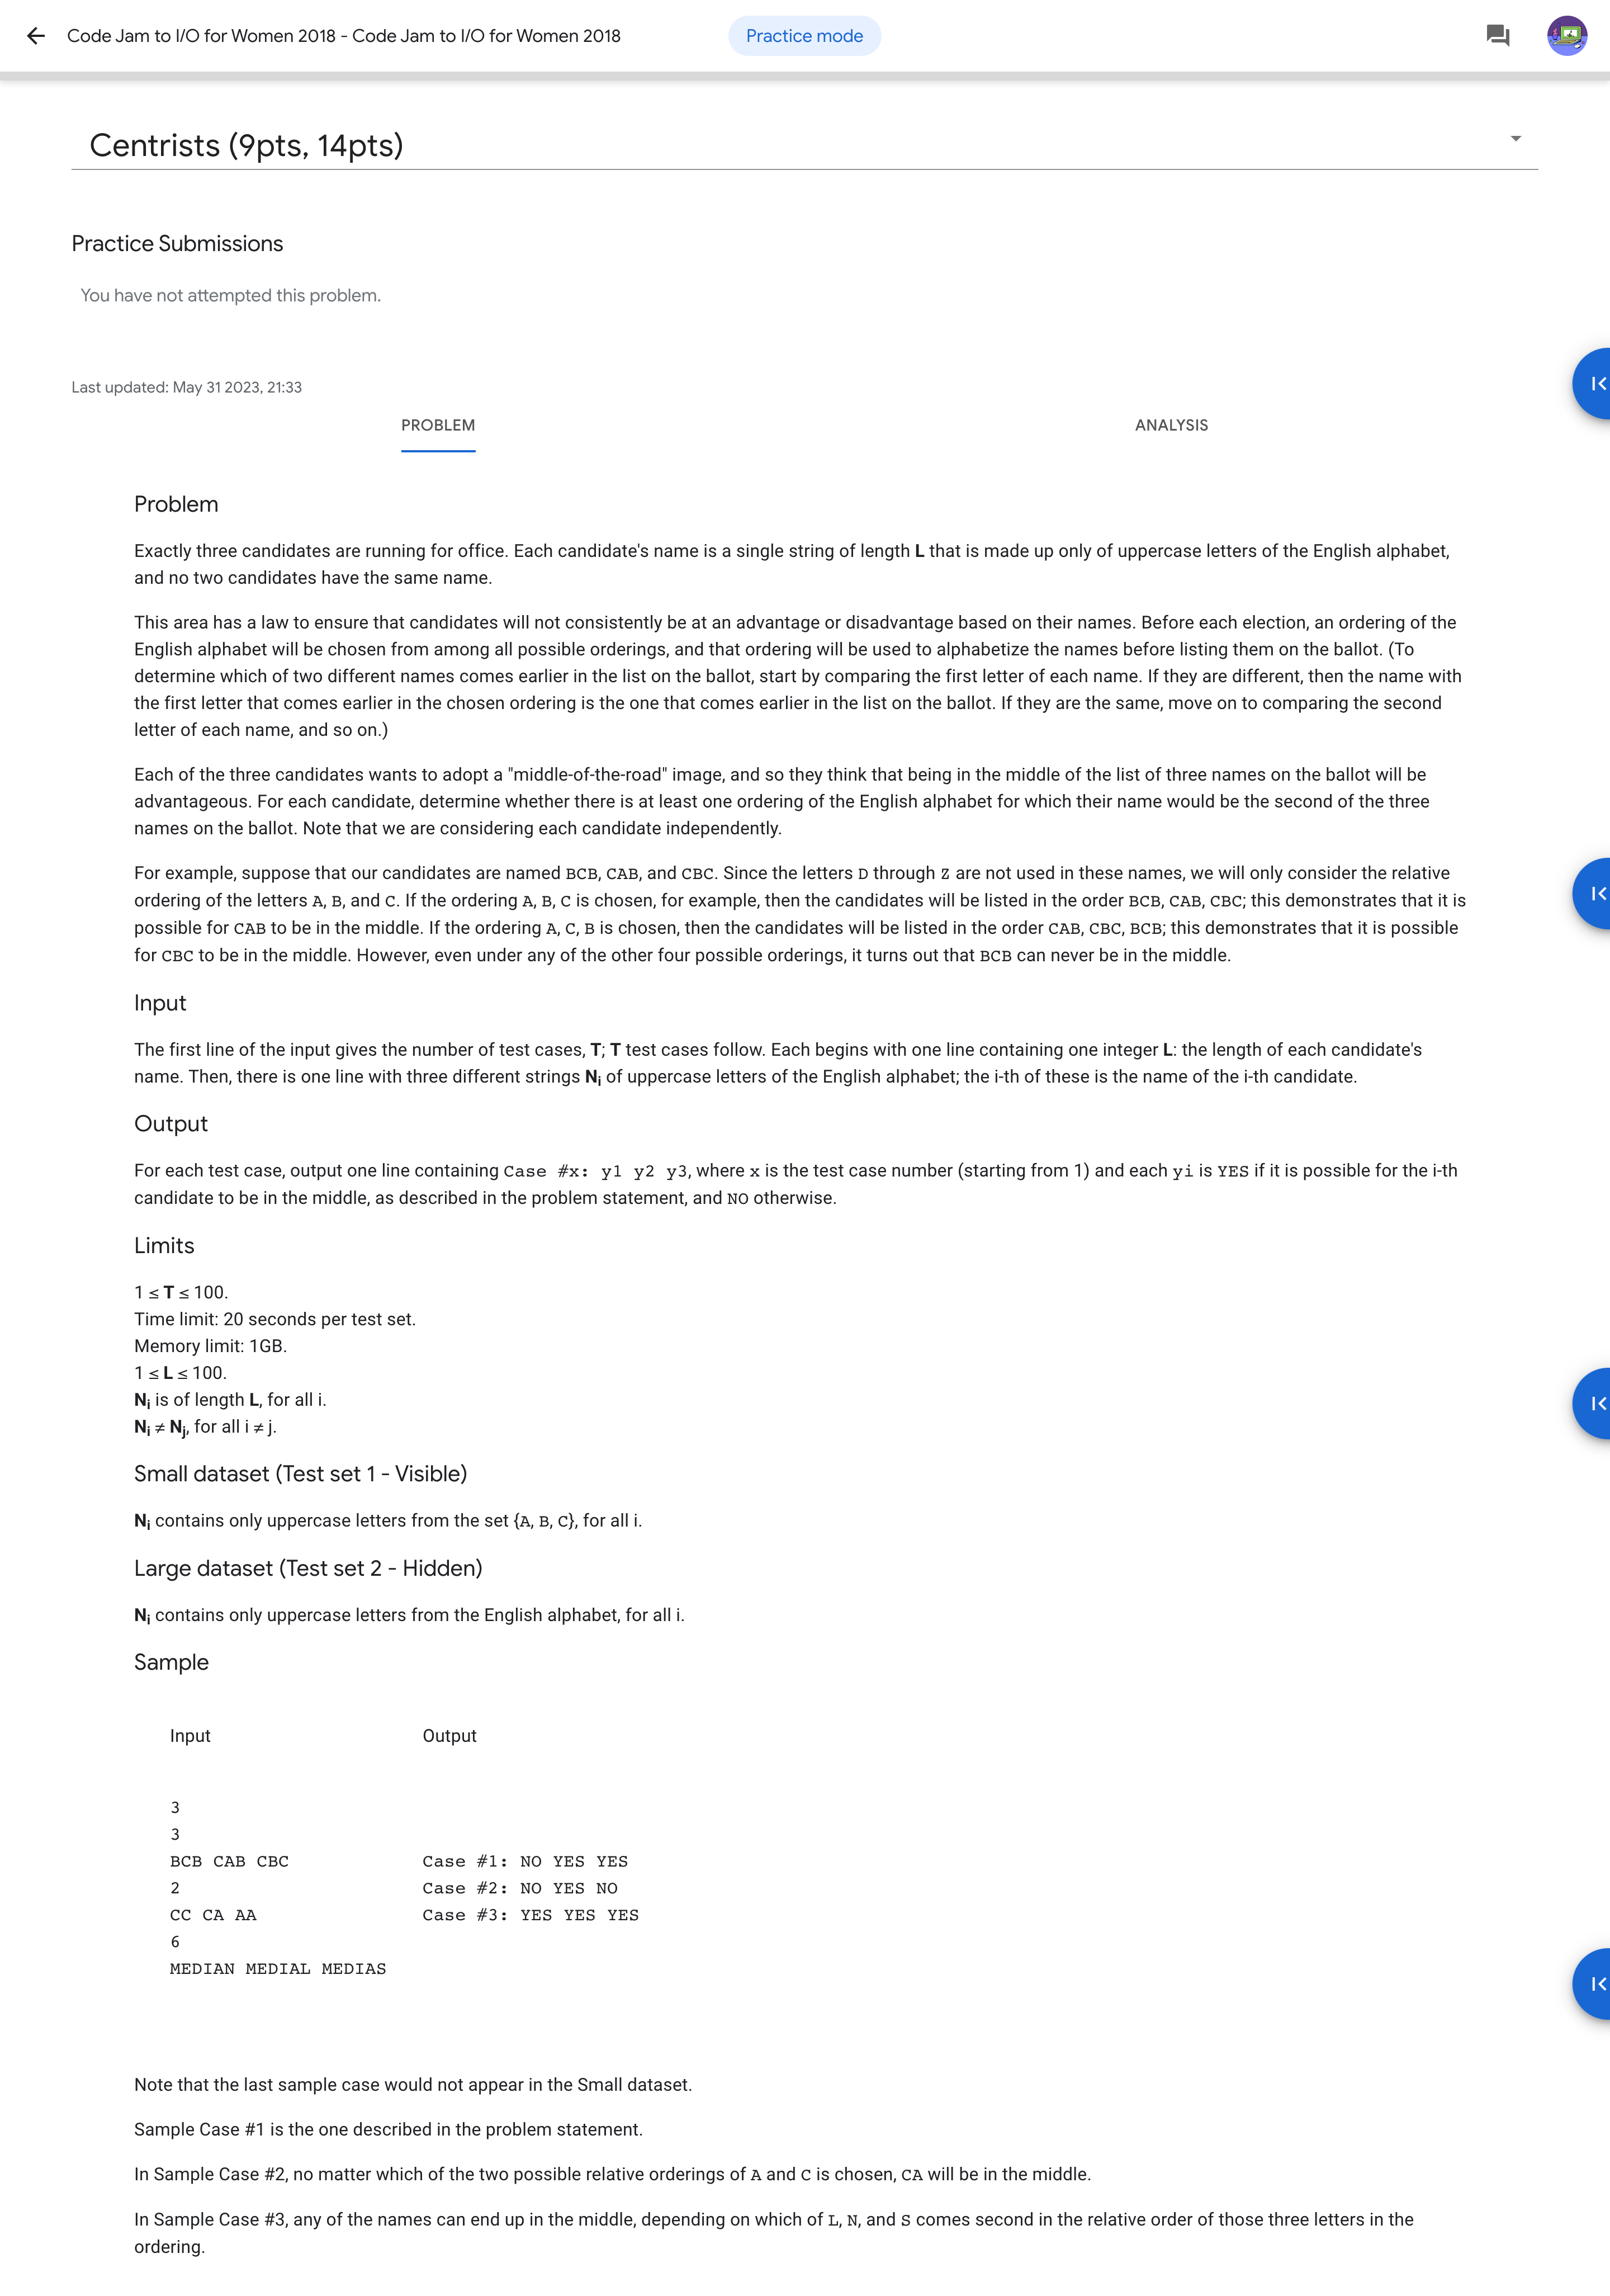 Code Jam to I/O for Women 2018 - Code Jam to I/O for Women 2018
Practice mode
Centrists (9pts, 14pts)
Practice Submissions
You have not attempted this problem.
Last updated: May 31 2023, 21:33
PROBLEM
ANALYSIS
Problem
Exactly three candidates are running for office. Each candidate's name is a single string of length L that is made up only of uppercase letters of the English alphabet,
and no two candidates have the same name.
This area has a law to ensure that candidates will not consistently be at an advantage or disadvantage based on their names. Before each election, an ordering of the
English alphabet will be chosen from among all possible orderings, and that ordering will be used to alphabetize the names before listing them on the ballot. (To
determine which of two different names comes earlier in the list on the ballot, start by comparing the first letter of each name. If they are different, then the name with
the first letter that comes earlier in the chosen ordering is the one that comes earlier in the list on the ballot. If they are the same, move on to comparing the second
letter of each name, and so on.)
Each of the three candidates wants to adopt a "middle-of-the-road" image, and so they think that being in the middle of the list of three names on the ballot will be
advantageous. For each candidate, determine whether there is at least one ordering of the English alphabet for which their name would be the second of the three
names on the ballot. Note that we are considering each candidate independently.
For example, suppose that our candidates are named BCB, CAB, and CBC. Since the letters D through Z are not used in these names, we will only consider the relative
ordering of the letters A, B, and C. If the ordering A, B, C is chosen, for example, then the candidates will be listed in the order BCB, CAB, CBC; this demonstrates that it is
possible for CAB to be in the middle. If the ordering A, C, B is chosen, then the candidates will be listed in the order CAB, CBC, BCB; this demonstrates that it is possible
for CBC to be in the middle. However, even under any of the other four possible orderings, it turns out that BCB can never be in the middle.
Input
The first line of the input gives the number of test cases, T; T test cases follow. Each begins with one line containing one integer L: the length of each candidate's
name. Then, there is one line with three different strings Ni of uppercase letters of the English alphabet; the i-th of these is the name of the i-th candidate.
Output
For each test case, output one line containing Case #x: y1 y2 y3, where x is the test case number (starting from 1) and each yi is YES if it is possible for the i-th
candidate to be in the middle, as described in the problem statement, and NO otherwise.
Limits
1 ≤ T ≤ 100.
Time limit: 20 seconds per test set.
Memory limit: 1GB.
1 ≤ L ≤ 100.
Ni is of length L, for all i.
Ni ≠ Nj, for all i ≠ j.
Small dataset (Test set 1 - Visible)
Ni contains only uppercase letters from the set {A, B, C}, for all i.
Large dataset (Test set 2 - Hidden)
Ni contains only uppercase letters from the English alphabet, for all i.
Sample
Input
3
3
BCB CAB CBC
2
CC CA AA
6
MEDIAN MEDIAL MEDIAS
Output
Case #1: NO YES YES
Case #2: NO YES NO
Case #3: YES YES YES
Note that the last sample case would not appear in the Small dataset.
Sample Case #1 is the one described in the problem statement.
In Sample Case #2, no matter which of the two possible relative orderings of A and C is chosen, CA will be in the middle.
In Sample Case #3, any of the names can end up in the middle, depending on which of L, N, and S comes second in the relative order of those three letters in the
ordering.